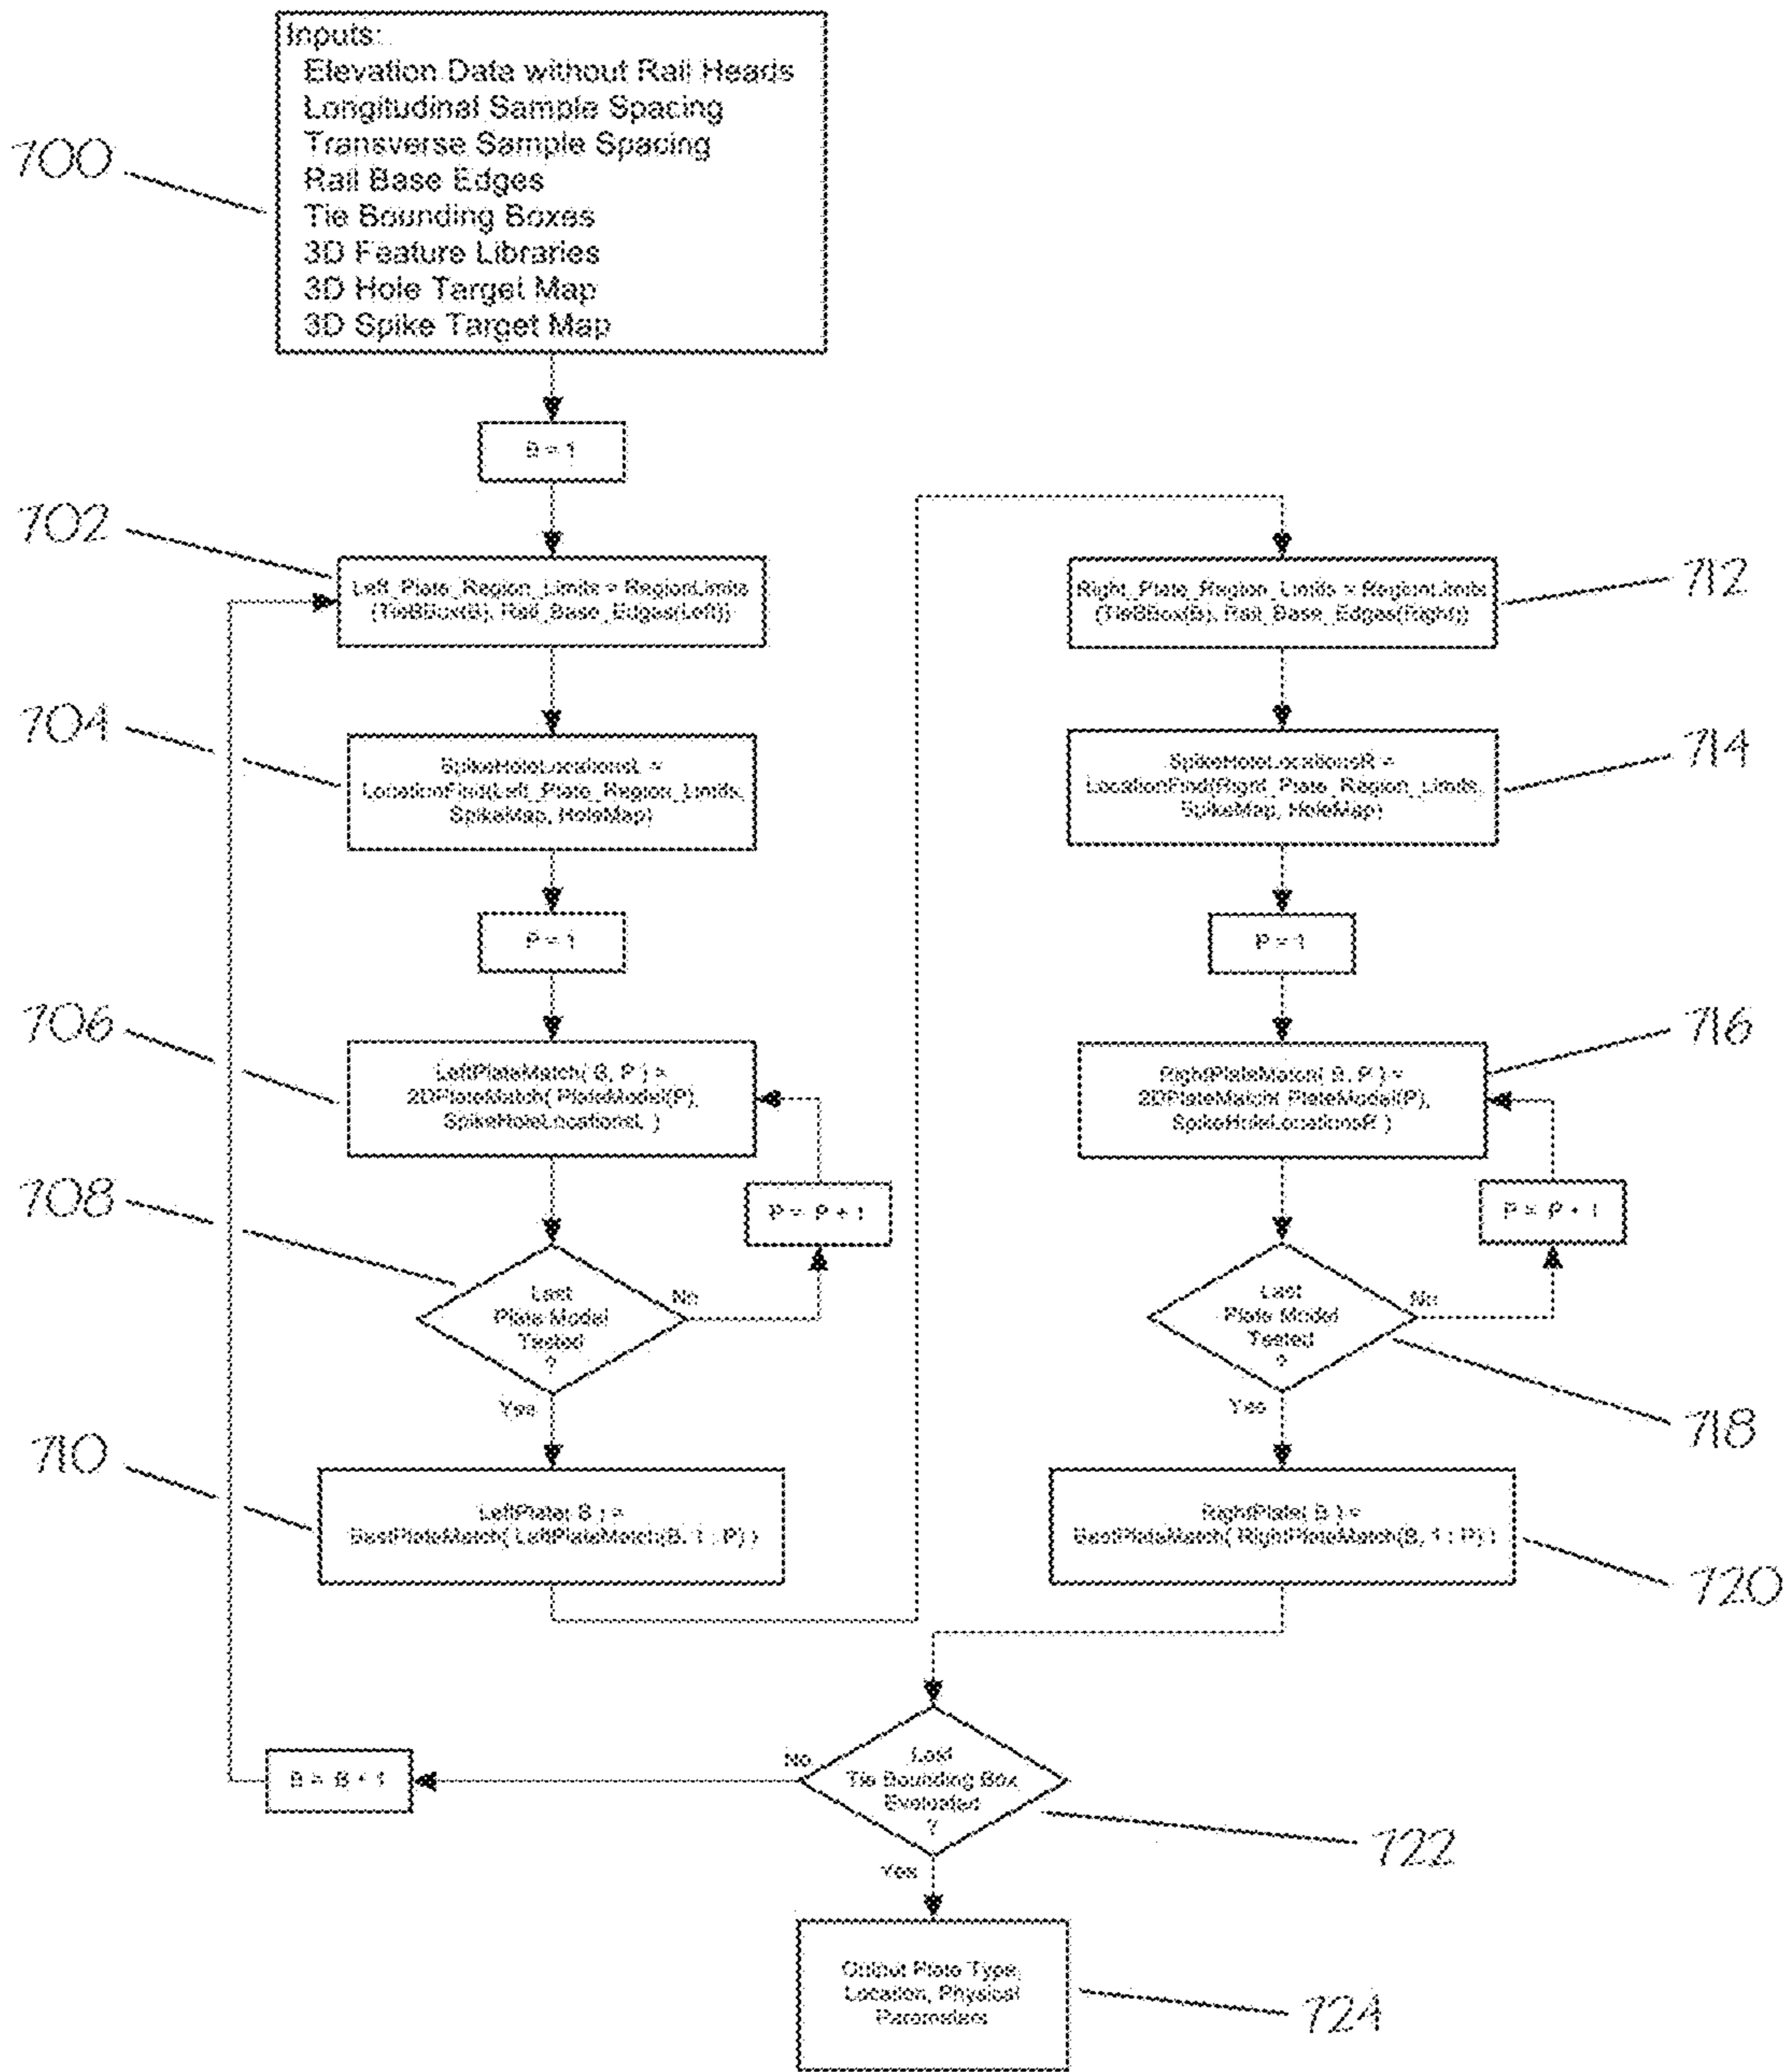 Inputs:
Elevation Data without Rail Heads
Longitudinal Sample Spacing
Transverse Sample Spacing
Rail Base Edges
Tie Bounding Boxes
3D Feature Libraries
3D Hole Target Map
3D Spike Target Map
700
B = 1
702
Left_Plate_Region_Limits = RegionLimits
(TieBBox(B), Rail_Base_Edges(Left))
704
SpikeHoleLocationsL =
LocationFind(Left_Plate_Region_Limits,
SpikeMap, HoleMap)
P = 1
706
LeftPlateMatch( B, P ) =
2DPlateMatch( PlateModel(P),
SpikeHoleLocationsL )
P = P + 1
708
Last
Plate Model
Tested
?
No
Yes
710
LeftPlate( B ) =
BestPlateMatch( LeftPlateMatch(B, 1 : P) )
Right_Plate_Region_Limits = RegionLimits
(TieBBox(B), Rail_Base_Edges(Right))
712
SpikeHoleLocationsR =
LocationFind(Right_Plate_Region_Limits,
SpikeMap, HoleMap)
714
P = 1
RightPlateMatch( B, P ) =
2DPlateMatch( PlateModel(P),
SpikeHoleLocationsR )
716
P = P + 1
Last
Plate Model
Tested
?
No
Yes
718
RightPlate( B ) =
BestPlateMatch( RightPlateMatch(B, 1 : P) )
720
Last
Tie Bounding Box
Evaluated
?
No
Yes
722
B = B + 1
Output Plate Type,
Location, Physical
Parameters
724